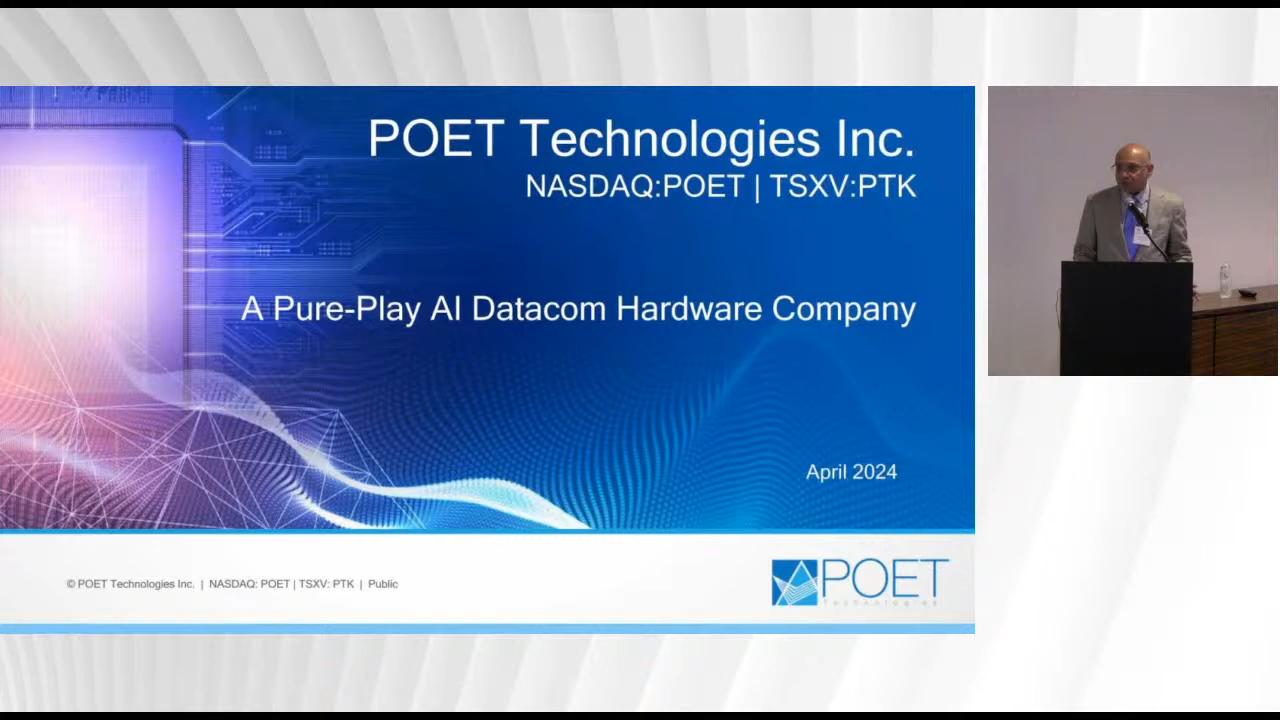 POET Technologies Inc.
NASDAQ:POET | TSXV:PTK
A Pure-Play AI Datacom Hardware Company
April 2024
© POET Technologies Inc. | NASDAQ: POET | TSXV: PTK | Public
POET
Technologies